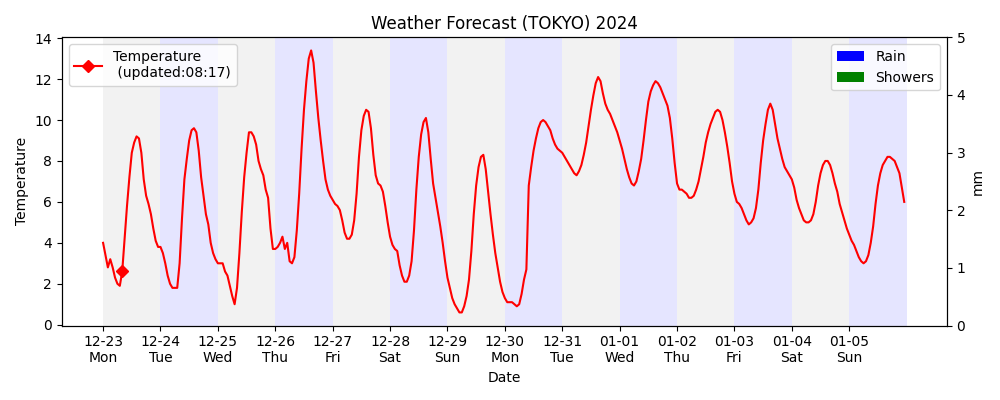 Weather Forecast (TOKYO) 2024
Temperature
(updated:08:17)
Rain
Showers
Temperature
14
12
10
8
6
4
2
0
5
4
3
2
1
0
mm
12-23 12-24 12-25 12-26 12-27 12-28 12-29 12-30 12-31 01-01 01-02 01-03 01-04 01-05
Mon Tue Wed Thu Fri Sat Sun Mon Tue Wed Thu Fri Sat Sun
Date